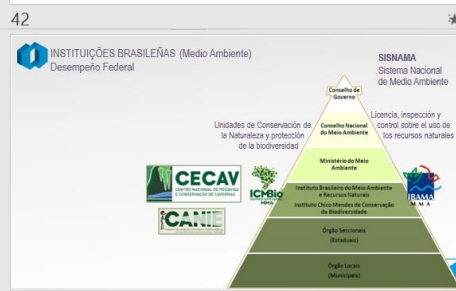 42
INSTITUIÇÕES BRASILEÑAS (Medio Ambiente)
Desempeño Federal
SISNAMA
Sistema Nacional
de Medio Ambiente
Conselho de
Governo
Unidades de Conservación de
la Naturaleza y protección
de la biodiversidad
Conselho Nacional
do Meio Ambiente
Licencia, inspección y
control sobre el uso de
los recursos naturales
Ministério do Meio
Ambiente
CECAV
CENTRO NACIONAL DE PESQUISA
E CONSERVAÇÃO DE CAVERNAS
ICMBio
MMA
Instituto Brasileiro do Meio Ambiente
e Recursos Naturais
Instituto Chico Mendes de Conservação
da Biodiversidade
IBAMA
M M A
CANIE
Órgão Seccionais
(Estaduais)
Órgão Locais
(Municipais)